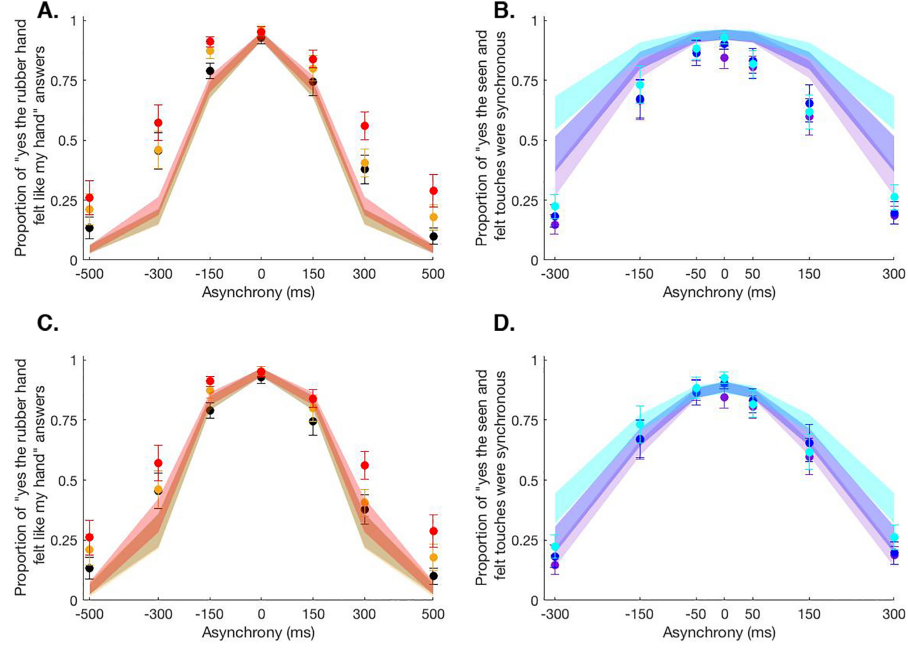 A.
Proportion of "yes the rubber hand
felt like my hand" answers
1
0.75
0.5
0.25
0
-500 -300 -150 0 150 300 500
Asynchrony (ms)
B.
Proportion of "yes the seen and
felt touches were synchronous
1
0.75
0.5
0.25
0
-300 -150 -50 0 50 150 300
Asynchrony (ms)
C.
Proportion of "yes the rubber hand
felt like my hand" answers
1
0.75
0.5
0.25
0
-500 -300 -150 0 150 300 500
Asynchrony (ms)
D.
Proportion of "yes the seen and
felt touches were synchronous
1
0.75
0.5
0.25
0
-300 -150 -50 0 50 150 300
Asynchrony (ms)